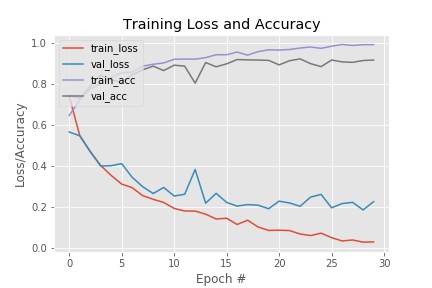 Training Loss and Accuracy
1.0
0.8
0.6
0.4
0.2
0.0
Loss/Accuracy
train_loss
val_loss
train_acc
val_acc
0 5 10 15 20 25 30
Epoch #